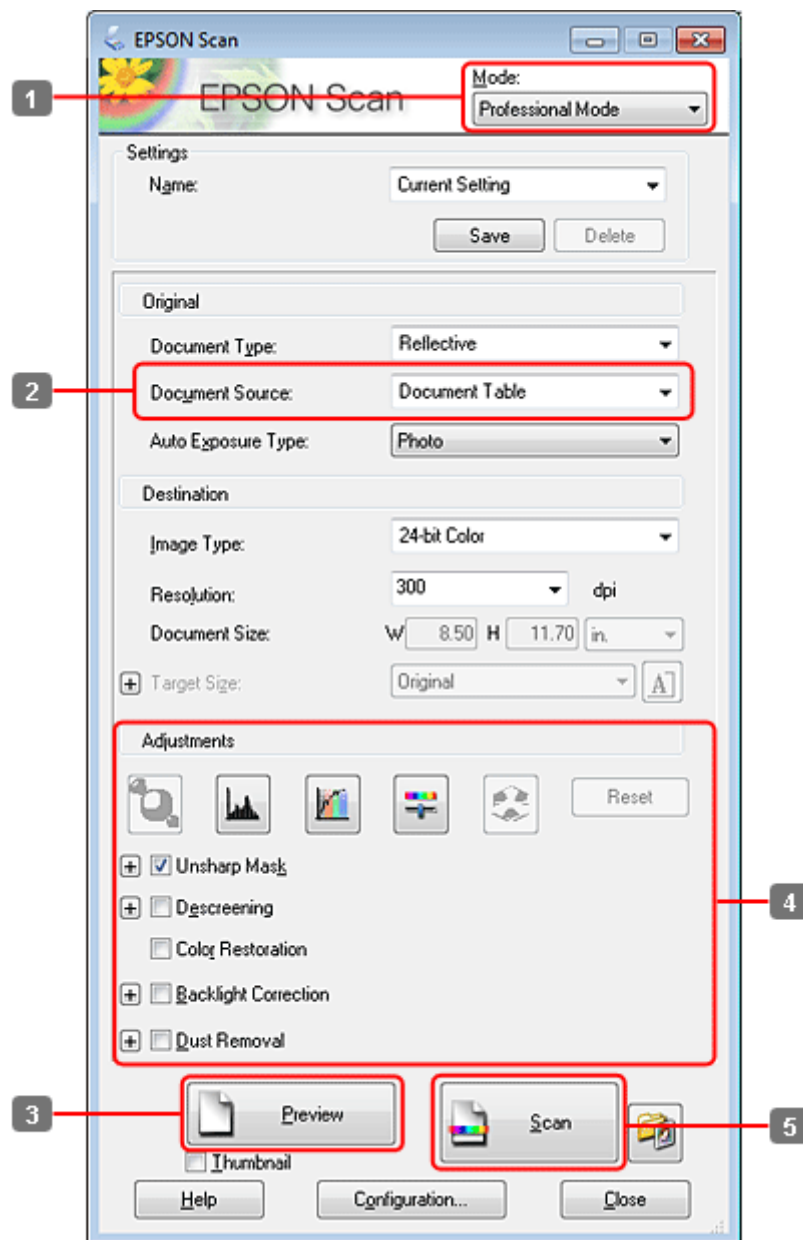 EPSON Scan
EPSON Scan
Mode:
1
Professional Mode
Settings
Name: Current Setting
Save Delete
Original
Document Type: Reflective
2 Document Source: Document Table
Auto Exposure Type: Photo
Destination
Image Type: 24-bit Color
Resolution: 300 dpi
Document Size: W 8.50 H 11.70 in.
Target Size: Original A
Adjustments
Reset
Unsharp Mask
Descreening
4
Color Restoration
Backlight Correction
Dust Removal
3 Preview Scan 5
Thumbnail
Help Configuration... Close